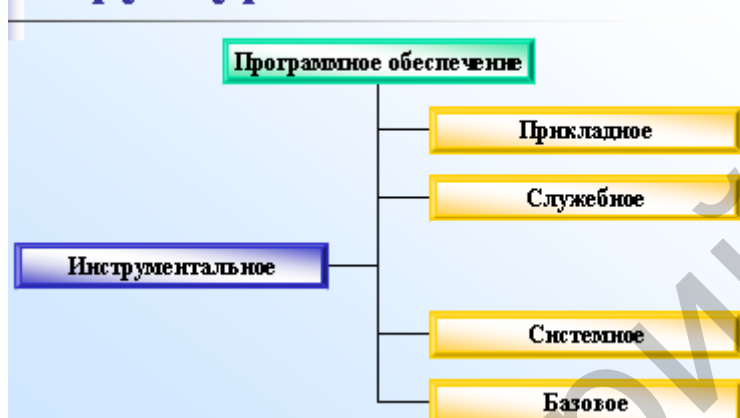 Программное обеспечение
Прикладное
Служебное
Инструментальное
Системное
Базовое